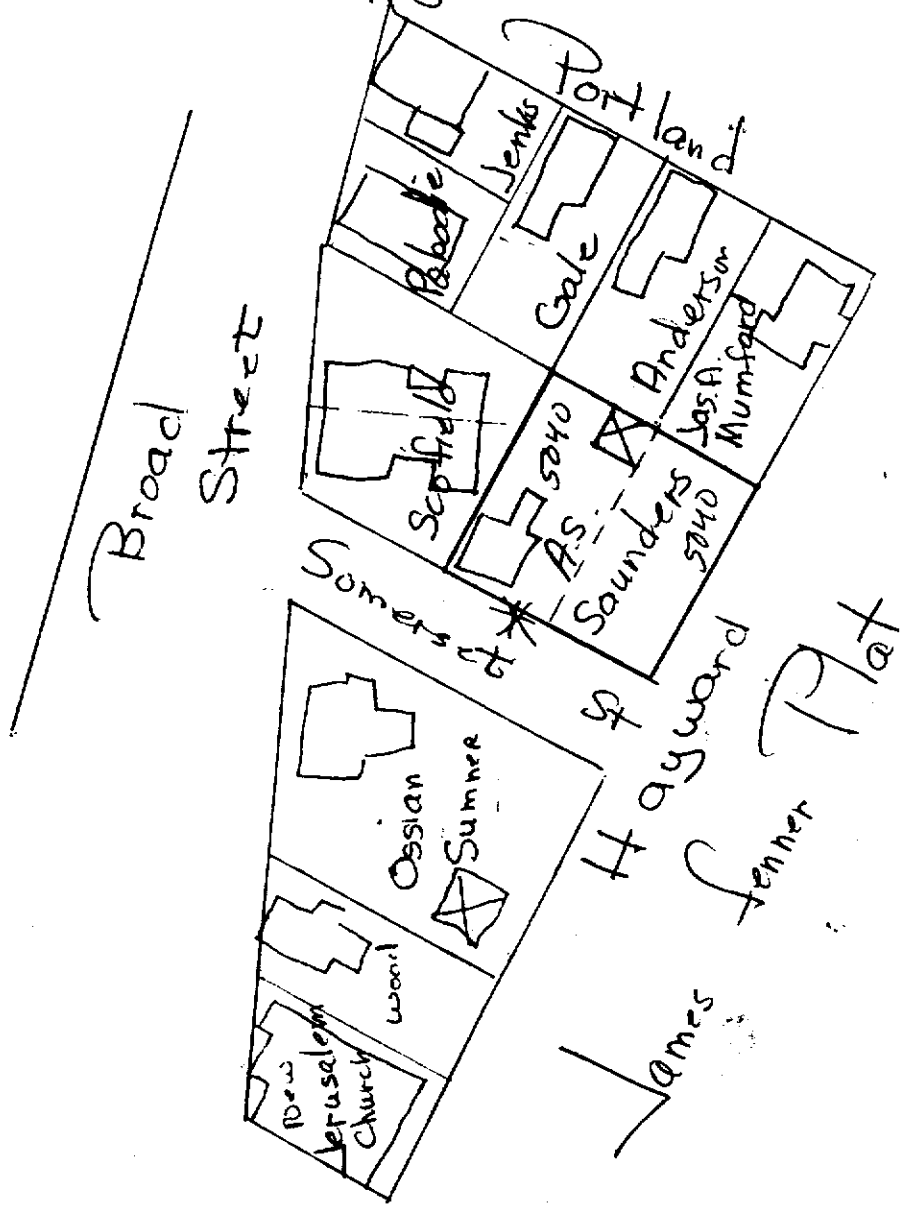 Broad
Street
Portland
Jenks
Pabodie
Gale
Anderson
Jas. A.
Mumford
Scofield
5040
A.S.
Saunders
5040
Somerset
St
Ossian
Sumner
Wood
New
Jerusalem
Church
Hayward
James Fenner Plat